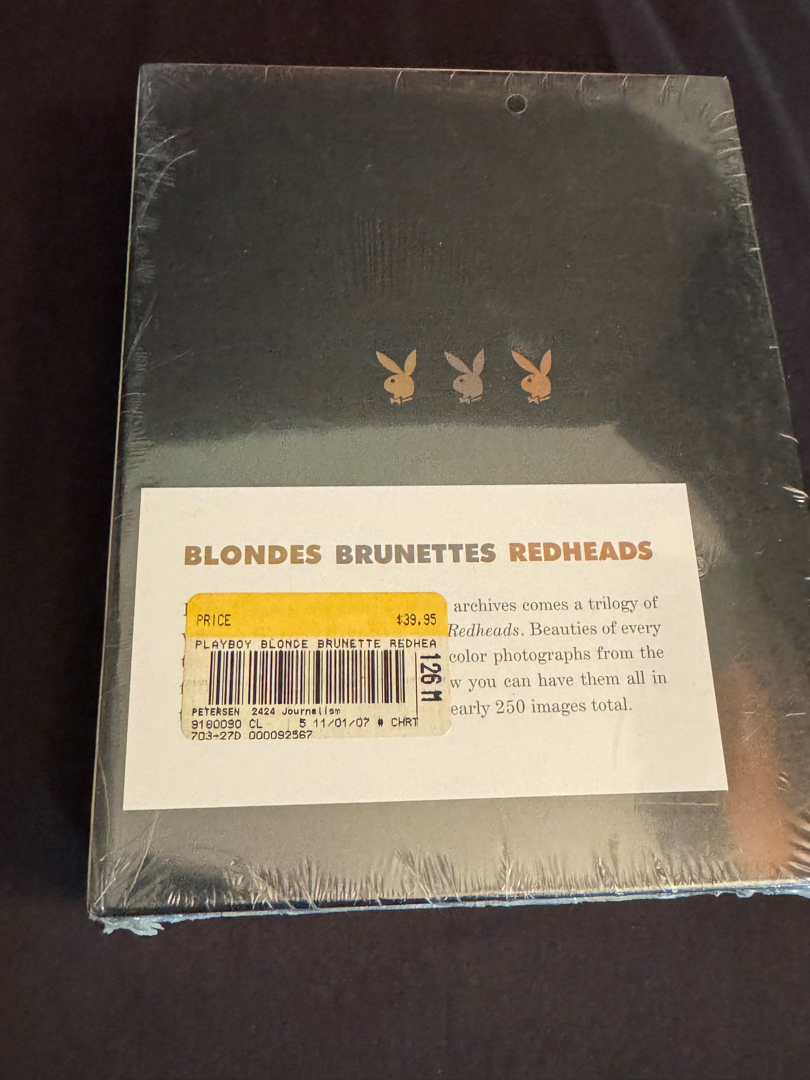 BLONDES BRUNETTES REDHEADS
archives comes a trilogy of
Redheads. Beauties of every
color photographs from the
w you can have them all in
early 250 images total.
PRICE $39.95
PLAYBOY BLONDE BRUNETTE REDHEA
126 M
PETERSEN 2424 Journalism
9180090 CL 5 11/01/07 # CHRT
703-27D 000092567